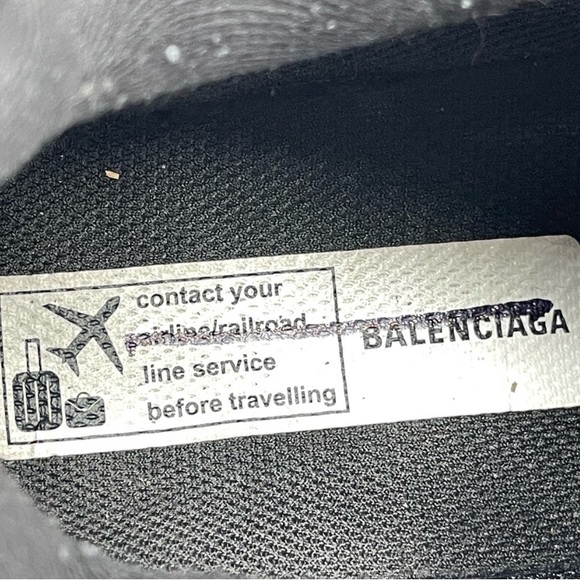 contact your
airline/railroad
line service
before travelling
BALENCIAGA